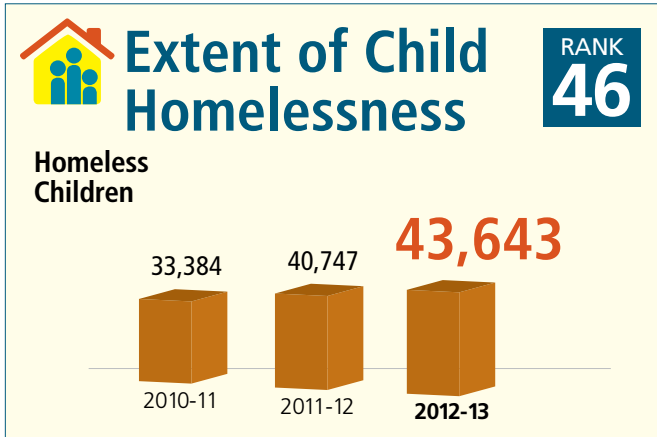 Extent of Child
Homelessness
RANK
46
Homeless
Children
33,384
40,747
43,643
2010-11
2011-12
2012-13